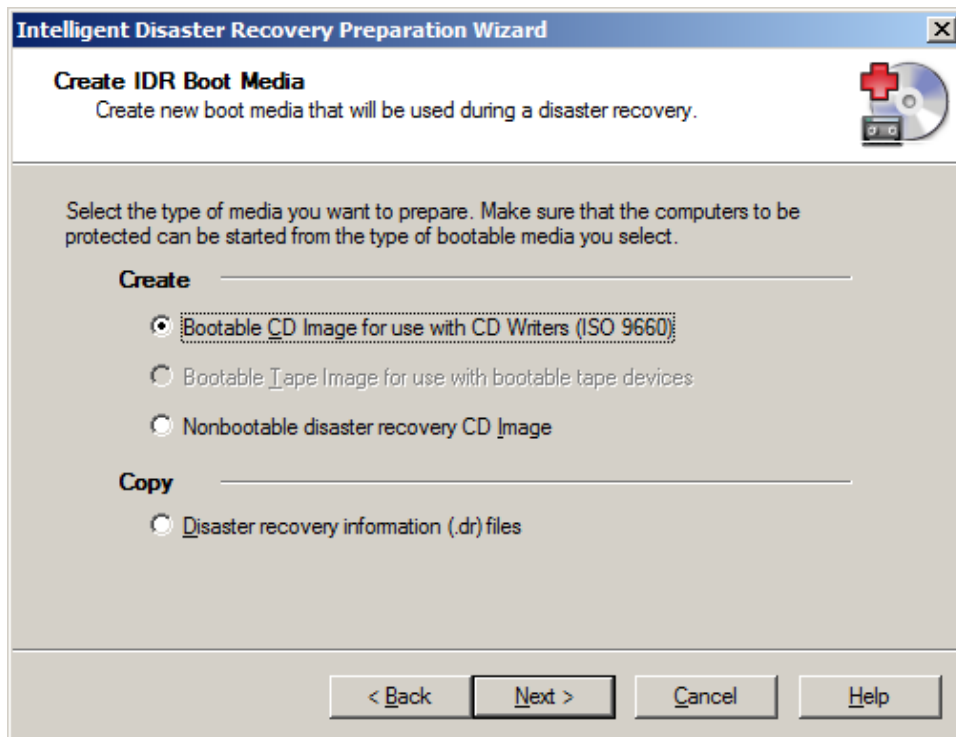 Intelligent Disaster Recovery Preparation Wizard
Create IDR Boot Media
Create new boot media that will be used during a disaster recovery.
Select the type of media you want to prepare. Make sure that the computers to be
protected can be started from the type of bootable media you select.
Create
Bootable CD Image for use with CD Writers (ISO 9660)
Bootable Tape Image for use with bootable tape devices
Nonbootable disaster recovery CD Image
Copy
Disaster recovery information (.dr) files
< Back Next > Cancel Help